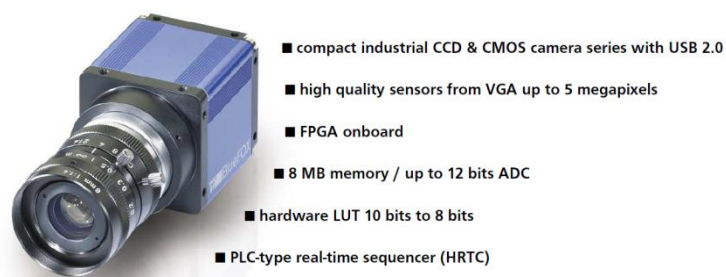 ■ compact industrial CCD & CMOS camera series with USB 2.0
■ high quality sensors from VGA up to 5 megapixels
■ FPGA onboard
■ 8 MB memory / up to 12 bits ADC
■ hardware LUT 10 bits to 8 bits
■ PLC-type real-time sequencer (HRTC)
BlueFOX